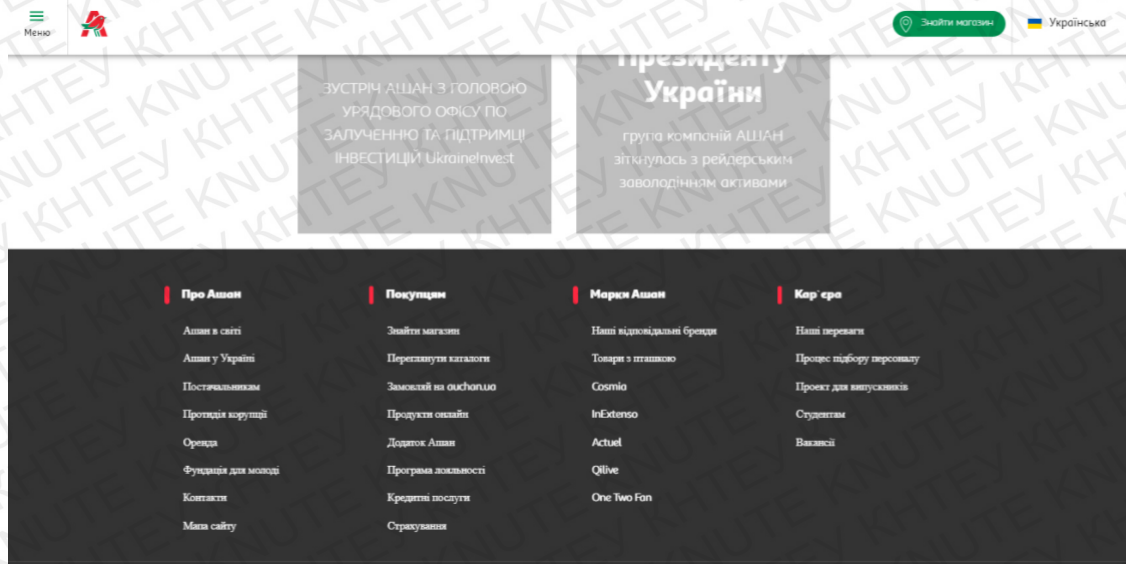 Меню
Знайти магазин
Українська
ЗУСТРІЧ АШАН З ГОЛОВОЮ
УРЯДОВОГО ОФІСУ ПО
ЗАЛУЧЕННЮ ТА ПІДТРИМЦІ
ІНВЕСТИЦІЙ UkraineInvest
Президенту
України
група компаній АШАН
зіткнулась з рейдерським
заволодінням активами
Про Ашан
Ашан в світі
Ашан у Україні
Постачальникам
Протидія корупції
Оренда
Фундація для молоді
Контакти
Мапа сайту
Покупцям
Знайти магазин
Переглянути каталоги
Замовляй на auchan.ua
Продукти онлайн
Додаток Ашан
Програма лояльності
Кредитні послуги
Страхування
Марки Ашан
Наші відповідальні бренди
Товари з пташкою
Cosmia
InExtenso
Actuel
Qilive
One Two Fan
Кар`єра
Наші переваги
Процес підбору персоналу
Проект для випускників
Студентам
Вакансії
KNUTE КНТЕУ